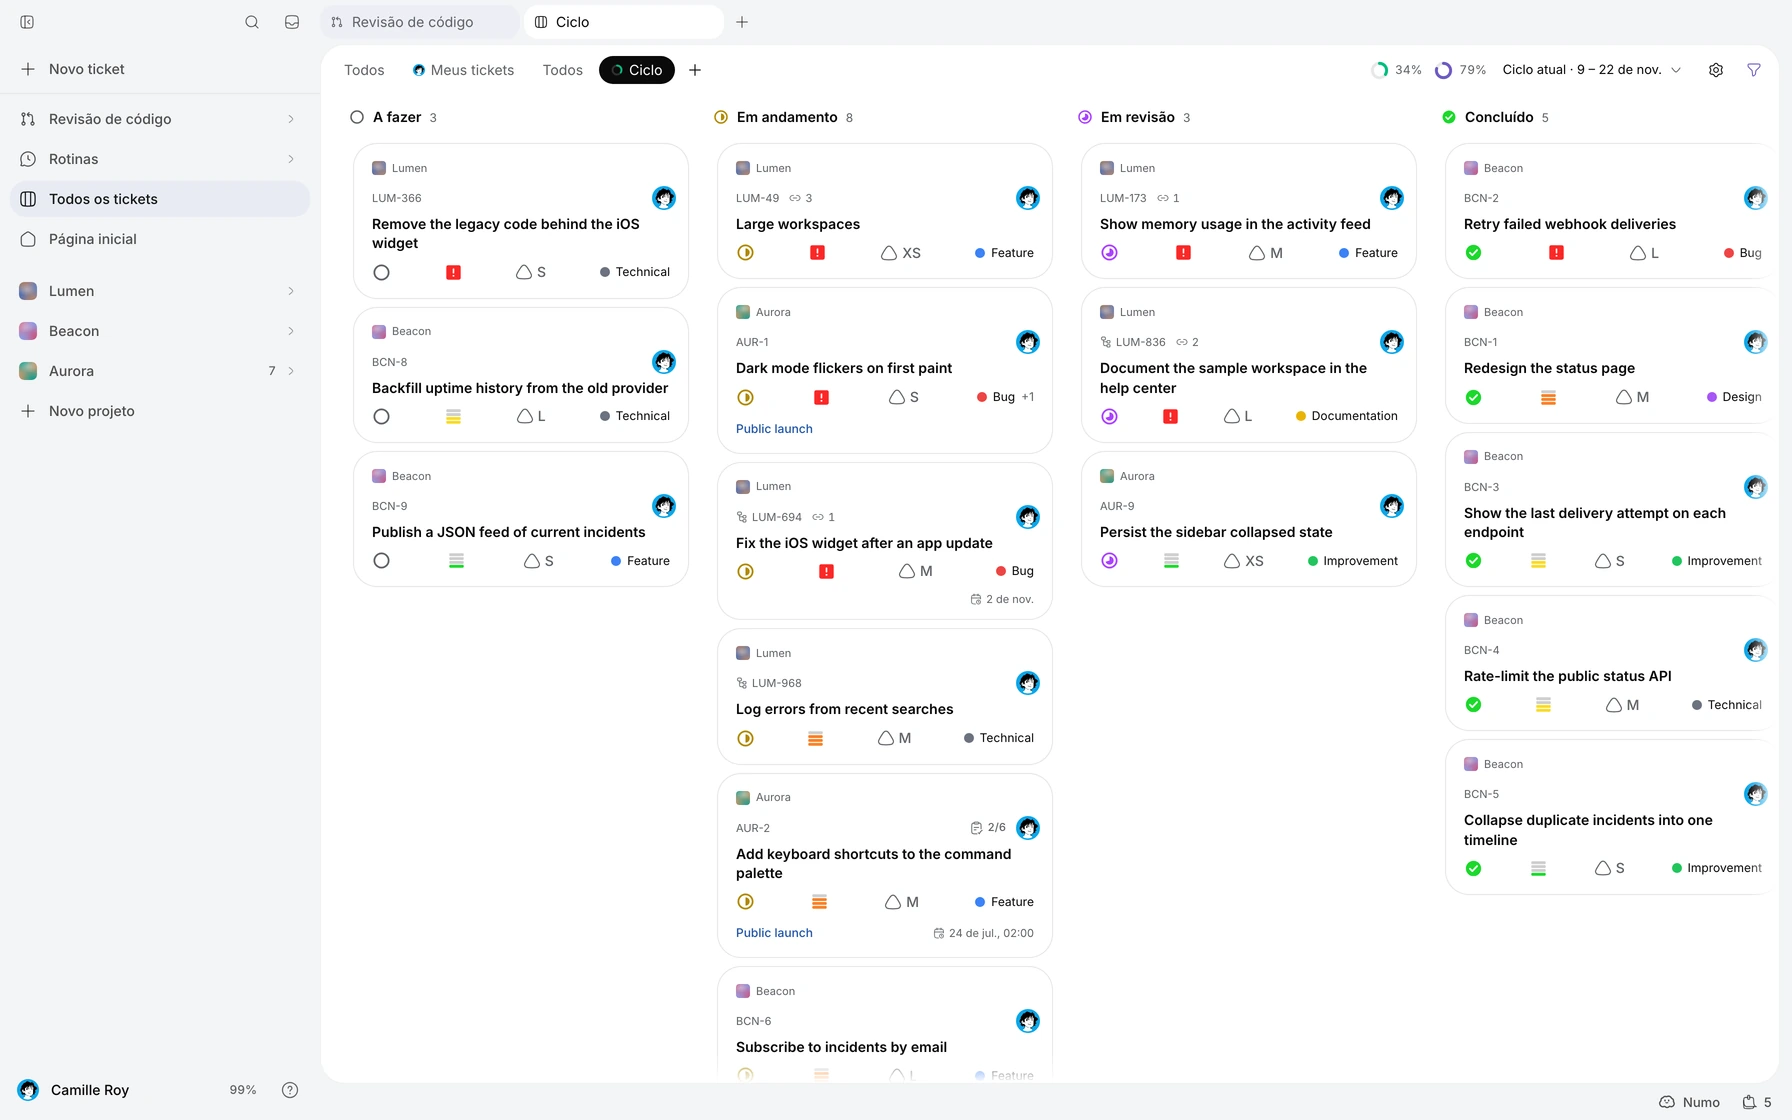 Revisão de código
Ciclo
Novo ticket
Revisão de código
Rotinas
Todos os tickets
Página inicial
Lumen
Beacon
Aurora 7
Novo projeto
Camille Roy 99%
Todos
Meus tickets
Todos
Ciclo
34%
79%
Ciclo atual · 9 – 22 de nov.
A fazer 3
Lumen
LUM-366
Remove the legacy code behind the iOS
widget
S Technical
Beacon
BCN-8
Backfill uptime history from the old provider
L Technical
Beacon
BCN-9
Publish a JSON feed of current incidents
S Feature
Em andamento 8
Lumen
LUM-49 3
Large workspaces
XS Feature
Aurora
AUR-1
Dark mode flickers on first paint
S Bug +1
Public launch
Lumen
LUM-694 1
Fix the iOS widget after an app update
M Bug
2 de nov.
Lumen
LUM-968
Log errors from recent searches
M Technical
Aurora
AUR-2 2/6
Add keyboard shortcuts to the command
palette
M Feature
Public launch 24 de jul., 02:00
Beacon
BCN-6
Subscribe to incidents by email
L Feature
Em revisão 3
Lumen
LUM-173 1
Show memory usage in the activity feed
M Feature
Lumen
LUM-836 2
Document the sample workspace in the
help center
L Documentation
Aurora
AUR-9
Persist the sidebar collapsed state
XS Improvement
Concluído 5
Beacon
BCN-2
Retry failed webhook deliveries
L Bug
Beacon
BCN-1
Redesign the status page
M Design
Beacon
BCN-3
Show the last delivery attempt on each
endpoint
S Improvement
Beacon
BCN-4
Rate-limit the public status API
M Technical
Beacon
BCN-5
Collapse duplicate incidents into one
timeline
S Improvement
Numo
5